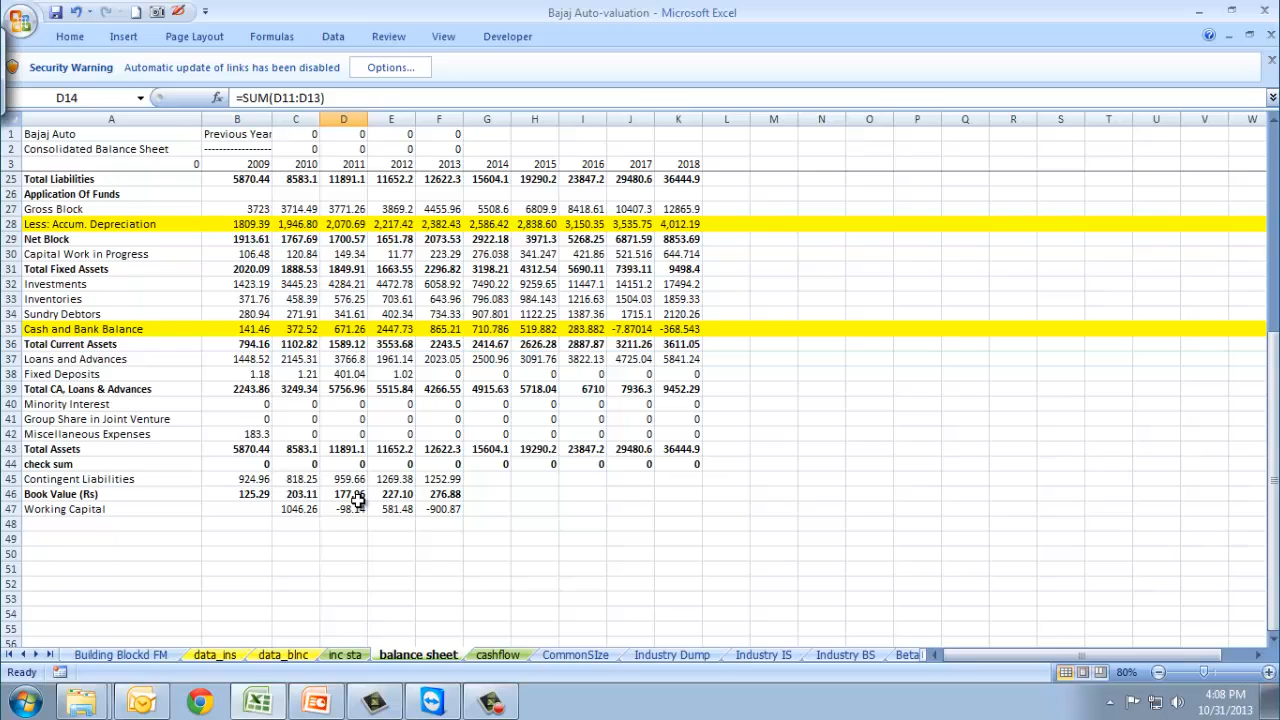 Bajaj Auto-valuation - Microsoft Excel
Home Insert Page Layout Formulas Data Review View Developer
Security Warning Automatic update of links has been disabled Options...
D14 fx =SUM(D11:D13)
A B C D E F G H I J K L M N O P Q R S T U V W
1 Bajaj Auto Previous Year 0 0 0 0
2 Consolidated Balance Sheet ------------------ 0 0 0 0
3 0 2009 2010 2011 2012 2013 2014 2015 2016 2017 2018
25 Total Liabilities 5870.44 8583.1 11891.1 11652.2 12622.3 15604.1 19290.2 23847.2 29480.6 36444.9
26 Application Of Funds
27 Gross Block 3723 3714.49 3771.26 3869.2 4455.96 5508.6 6809.9 8418.61 10407.3 12865.9
28 Less: Accum. Depreciation 1809.39 1,946.80 2,070.69 2,217.42 2,382.43 2,586.42 2,838.60 3,150.35 3,535.75 4,012.19
29 Net Block 1913.61 1767.69 1700.57 1651.78 2073.53 2922.18 3971.3 5268.25 6871.59 8853.69
30 Capital Work in Progress 106.48 120.84 149.34 11.77 223.29 276.038 341.247 421.86 521.516 644.714
31 Total Fixed Assets 2020.09 1888.53 1849.91 1663.55 2296.82 3198.21 4312.54 5690.11 7393.11 9498.4
32 Investments 1423.19 3445.23 4284.21 4472.78 6058.92 7490.22 9259.65 11447.1 14151.2 17494.2
33 Inventories 371.76 458.39 576.25 703.61 643.96 796.083 984.143 1216.63 1504.03 1859.33
34 Sundry Debtors 280.94 271.91 341.61 402.34 734.33 907.801 1122.25 1387.36 1715.1 2120.26
35 Cash and Bank Balance 141.46 372.52 671.26 2447.73 865.21 710.786 519.882 283.882 -7.87014 -368.543
36 Total Current Assets 794.16 1102.82 1589.12 3553.68 2243.5 2414.67 2626.28 2887.87 3211.26 3611.05
37 Loans and Advances 1448.52 2145.31 3766.8 1961.14 2023.05 2500.96 3091.76 3822.13 4725.04 5841.24
38 Fixed Deposits 1.18 1.21 401.04 1.02 0 0 0 0 0 0
39 Total CA, Loans & Advances 2243.86 3249.34 5756.96 5515.84 4266.55 4915.63 5718.04 6710 7936.3 9452.29
40 Minority Interest 0 0 0 0 0 0 0 0 0 0
41 Group Share in Joint Venture 0 0 0 0 0 0 0 0 0 0
42 Miscellaneous Expenses 183.3 0 0 0 0 0 0 0 0 0
43 Total Assets 5870.44 8583.1 11891.1 11652.2 12622.3 15604.1 19290.2 23847.2 29480.6 36444.9
44 check sum 0 0 0 0 0 0 0 0 0 0
45 Contingent Liabilities 924.96 818.25 959.66 1269.38 1252.99
46 Book Value (Rs) 125.29 203.11 227.10 276.88
47 Working Capital 1046.26 581.48 -900.87
48
49
50
51
52
53
54
55
56
Building Blockd FM data_ins data_blnc inc sta balance sheet cashflow CommonSIze Industry Dump Industry IS Industry BS Beta
Ready 80%
4:08 PM
10/31/2013